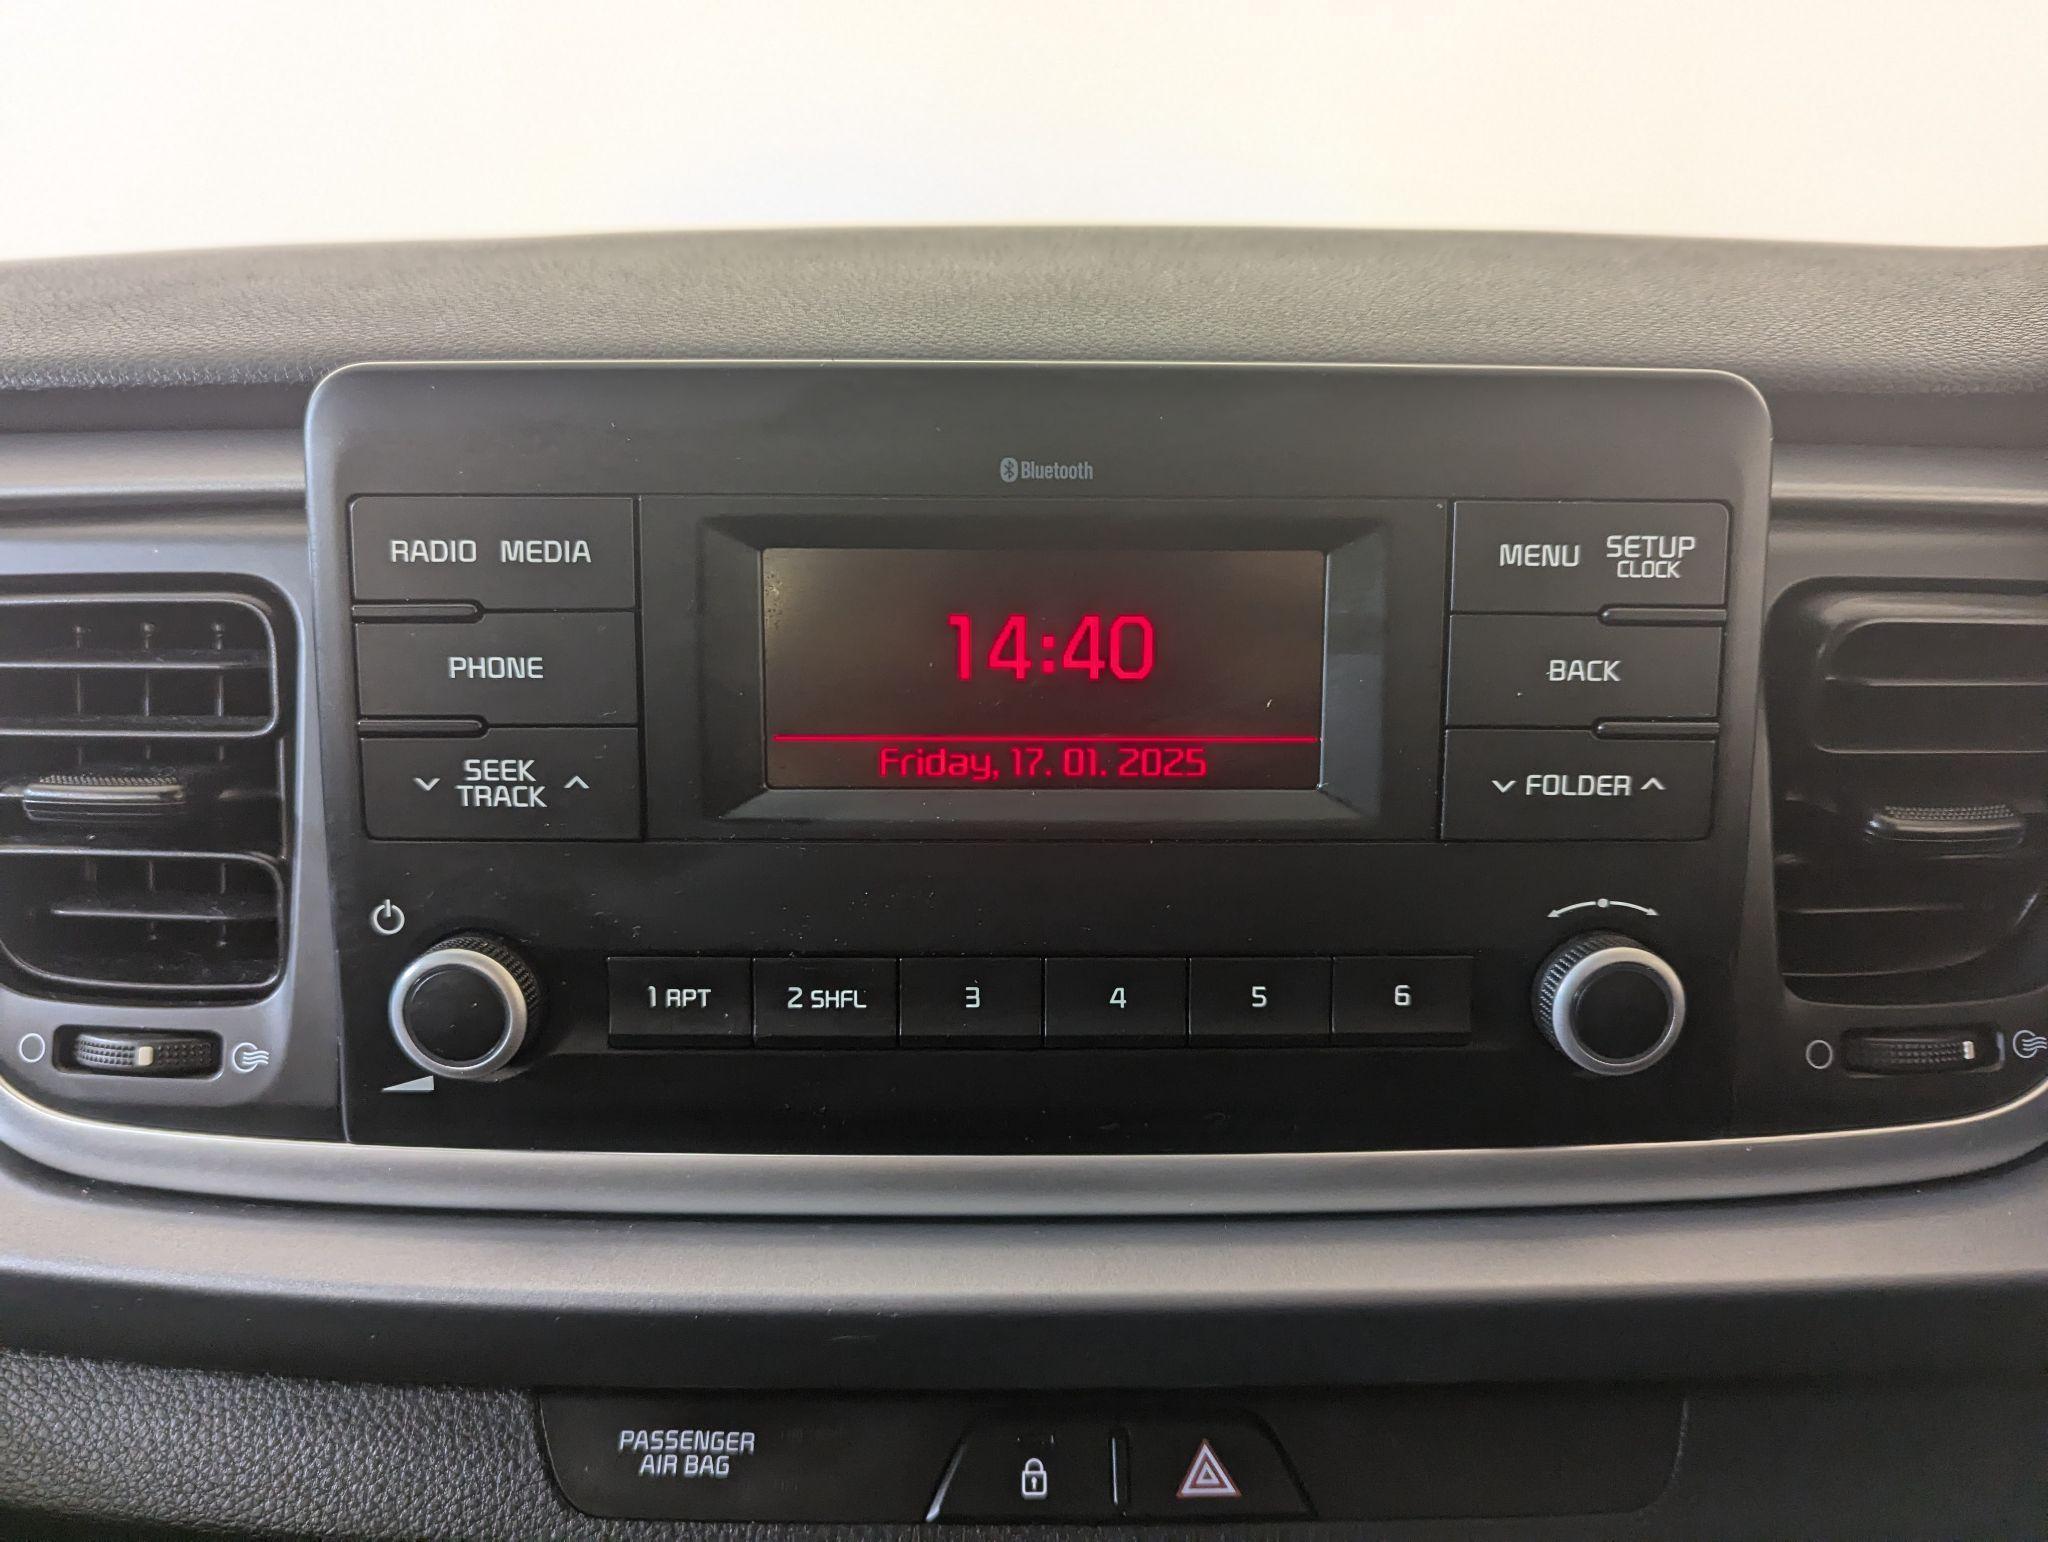 Bluetooth
RADIO MEDIA
MENU SETUP
CLOCK
14:40
PHONE
BACK
Friday, 17. 01. 2025
SEEK
TRACK
FOLDER
1 RPT 2 SHFL 3 4 5 6
PASSENGER
AIR BAG